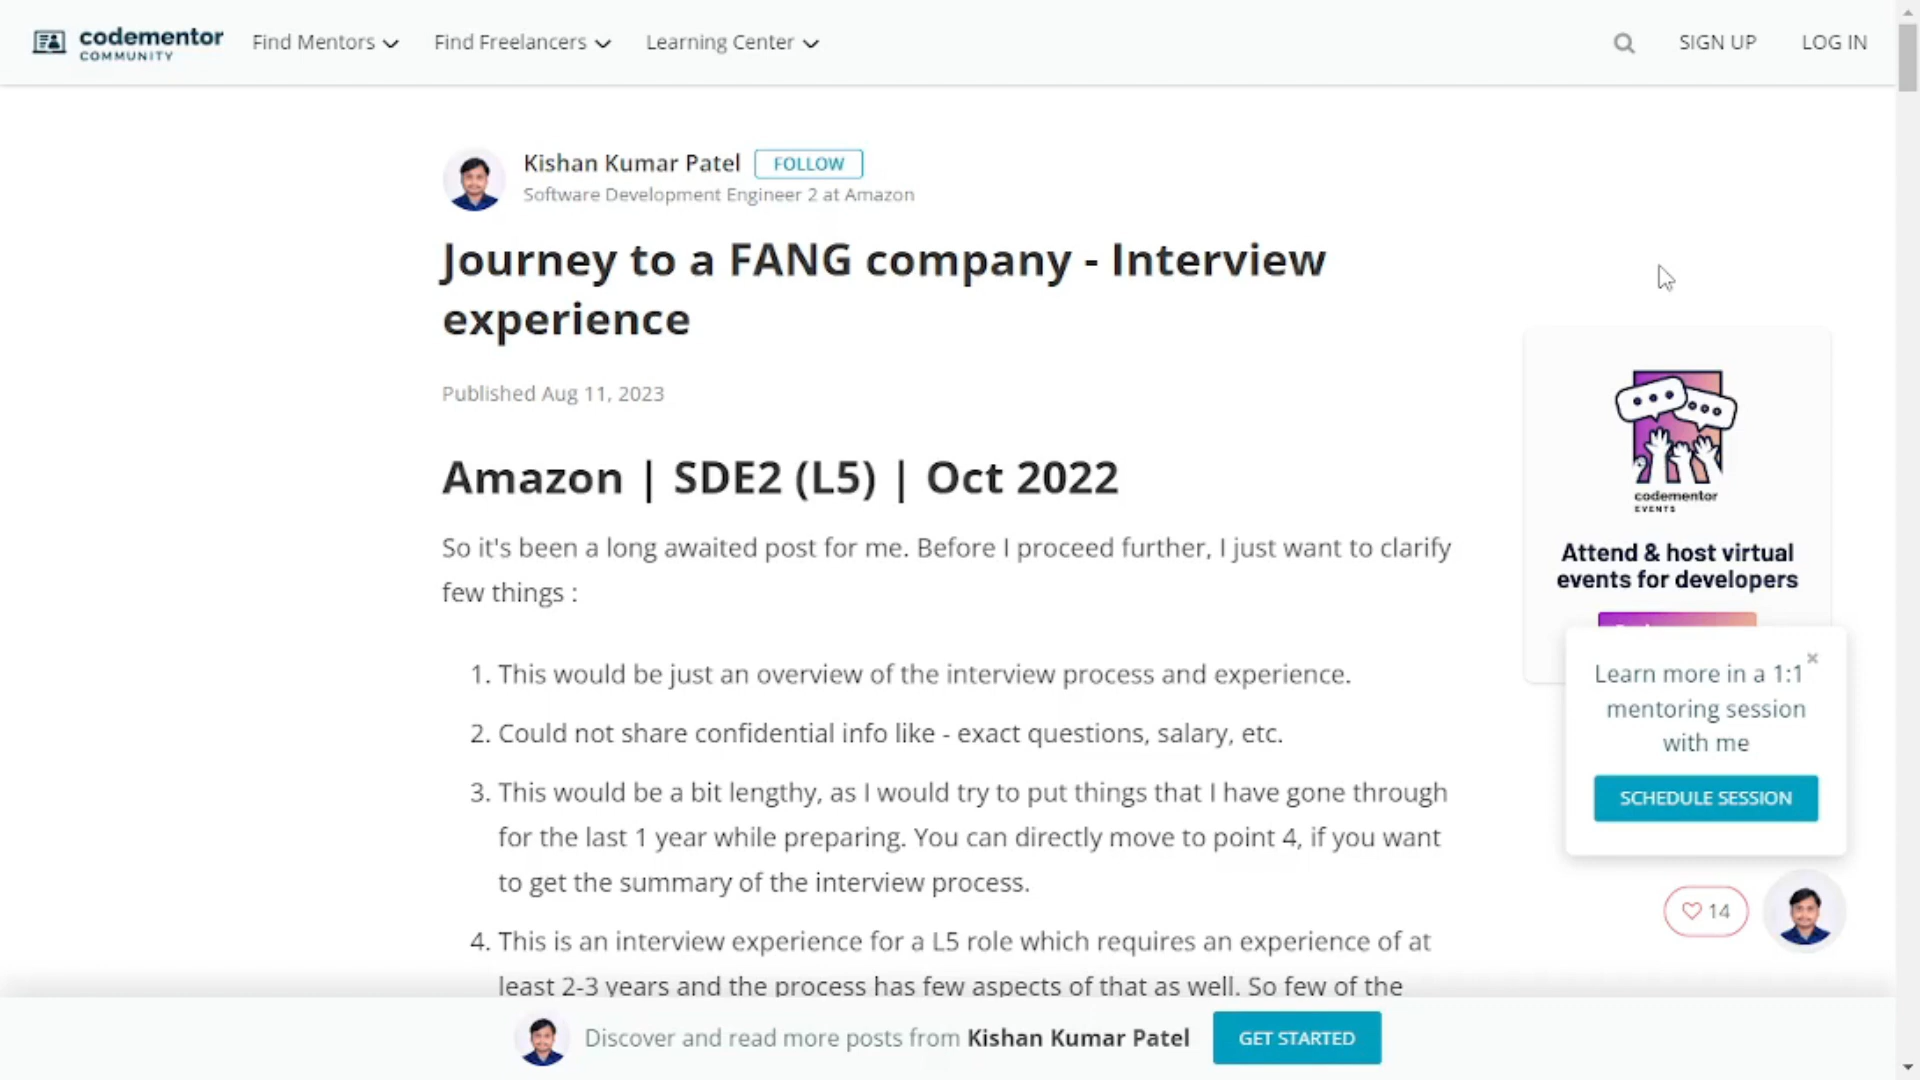 codementor
COMMUNITY
Find Mentors
Find Freelancers
Learning Center
SIGN UP
LOG IN
Kishan Kumar Patel
FOLLOW
Software Development Engineer 2 at Amazon
Journey to a FANG company - Interview
experience
Published Aug 11, 2023
Amazon | SDE2 (L5) | Oct 2022
So it's been a long awaited post for me. Before I proceed further, I just want to clarify
few things :
1. This would be just an overview of the interview process and experience.
2. Could not share confidential info like - exact questions, salary, etc.
3. This would be a bit lengthy, as I would try to put things that I have gone through
for the last 1 year while preparing. You can directly move to point 4, if you want
to get the summary of the interview process.
4. This is an interview experience for a L5 role which requires an experience of at
least 2-3 years and the process has few aspects of that as well. So few of the
codementor
EVENTS
Attend & host virtual
events for developers
Learn more in a 1:1
mentoring session
with me
×
SCHEDULE SESSION
14
Discover and read more posts from Kishan Kumar Patel
GET STARTED